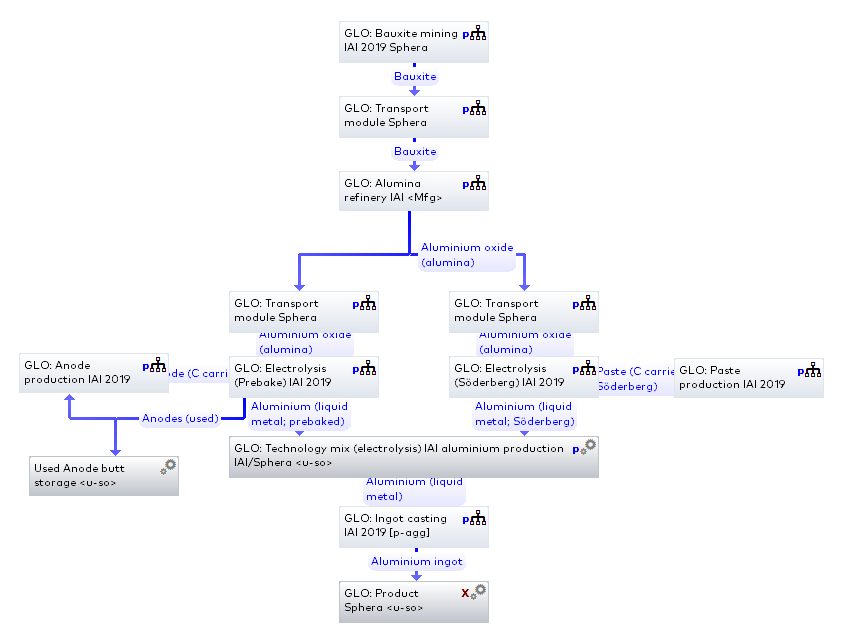 GLO: Bauxite mining
IAI 2019 Sphera
p
Bauxite
GLO: Transport
module Sphera
p
Bauxite
GLO: Alumina
refinery IAI <Mfg>
p
Aluminium oxide
(alumina)
GLO: Transport
module Sphera
p
GLO: Transport
module Sphera
p
Aluminium oxide
(alumina)
Aluminium oxide
(alumina)
GLO: Anode
production IAI 2019
p
(C
GLO: Electrolysis
(Prebake) IAI 2019
p
GLO: Electrolysis
(Söderberg) IAI 2019
p
Paste (C
Söderberg)
GLO: Paste
production IAI 2019
p
Anodes (used)
Aluminium (liquid
metal; prebaked)
Aluminium (liquid
metal; Söderberg)
GLO: Technology mix (electrolysis) IAI aluminium production
IAI/Sphera <u-so>
p
Used Anode butt
storage <u-so>
Aluminium (liquid
metal)
GLO: Ingot casting
IAI 2019 [p-agg]
p
Aluminium ingot
GLO: Product
Sphera <u-so>
X